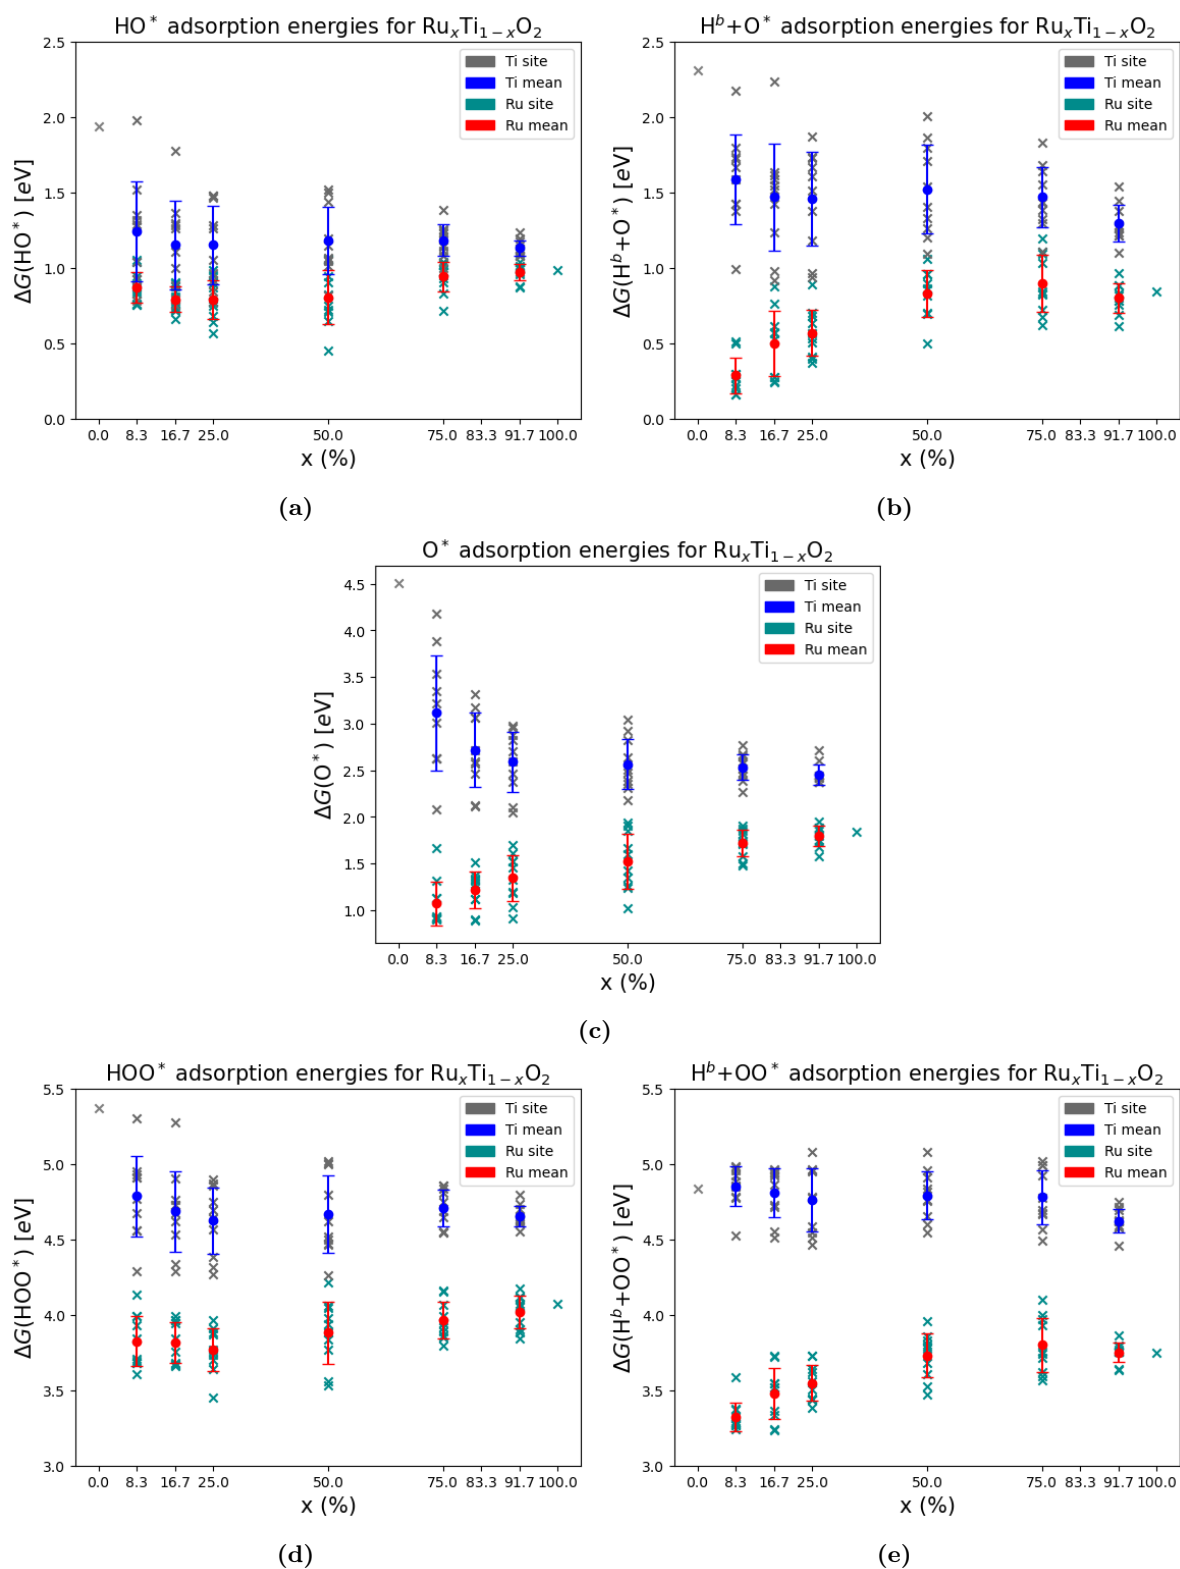 HO* adsorption energies for RuₓTi₁₋ₓO₂
2.5
2.0
1.5
1.0
0.5
0.0
ΔG(HO*) [eV]
Ti site
Ti mean
Ru site
Ru mean
0.0 8.3 16.7 25.0 50.0 75.0 83.3 91.7 100.0
x (%)
(a)
Hᵇ+O* adsorption energies for RuₓTi₁₋ₓO₂
2.5
2.0
1.5
1.0
0.5
0.0
ΔG(Hᵇ+O*) [eV]
Ti site
Ti mean
Ru site
Ru mean
0.0 8.3 16.7 25.0 50.0 75.0 83.3 91.7 100.0
x (%)
(b)
O* adsorption energies for RuₓTi₁₋ₓO₂
4.5
4.0
3.5
3.0
2.5
2.0
1.5
1.0
ΔG(O*) [eV]
Ti site
Ti mean
Ru site
Ru mean
0.0 8.3 16.7 25.0 50.0 75.0 83.3 91.7 100.0
x (%)
(c)
HOO* adsorption energies for RuₓTi₁₋ₓO₂
5.5
5.0
4.5
4.0
3.5
3.0
ΔG(HOO*) [eV]
Ti site
Ti mean
Ru site
Ru mean
0.0 8.3 16.7 25.0 50.0 75.0 83.3 91.7 100.0
x (%)
(d)
Hᵇ+OO* adsorption energies for RuₓTi₁₋ₓO₂
5.5
5.0
4.5
4.0
3.5
3.0
ΔG(Hᵇ+OO*) [eV]
Ti site
Ti mean
Ru site
Ru mean
0.0 8.3 16.7 25.0 50.0 75.0 83.3 91.7 100.0
x (%)
(e)